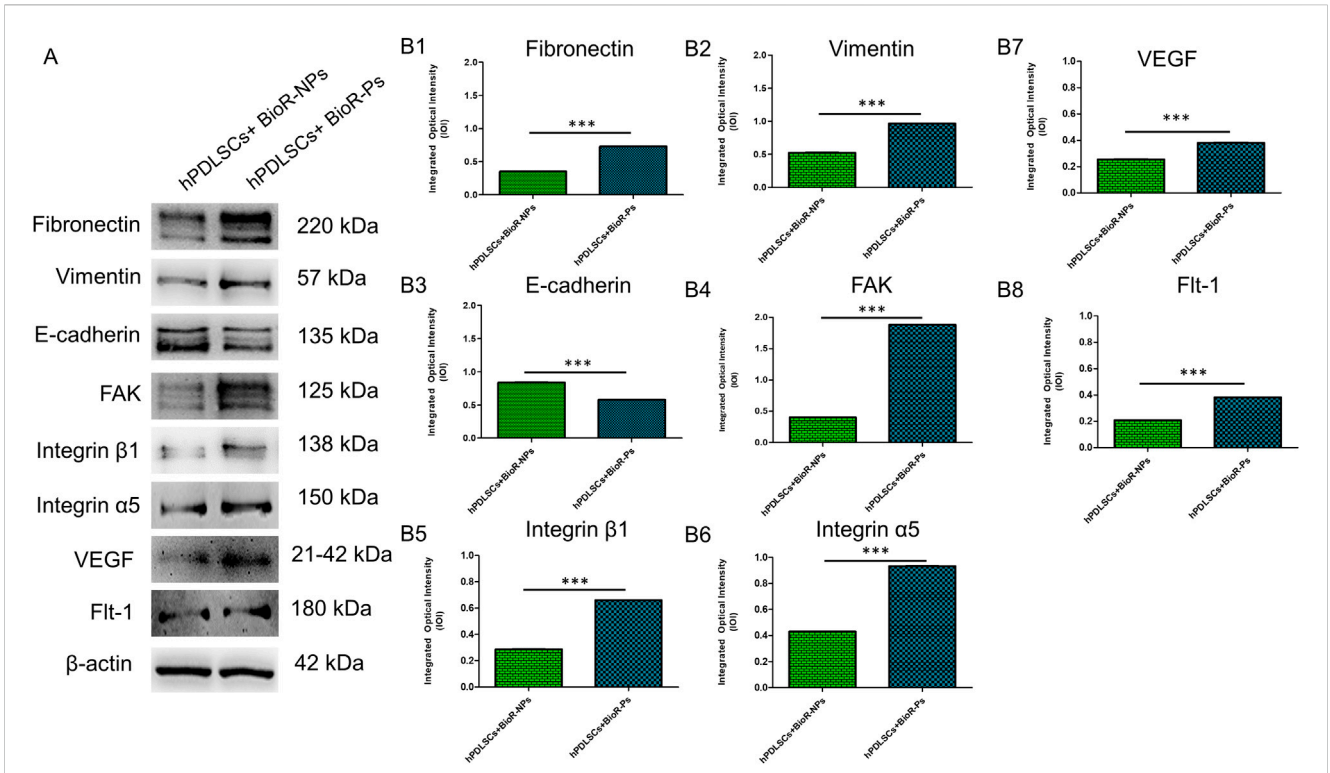 A
hPDLSCs+ BioR-NPs
hPDLSCs+ BioR-Ps
Fibronectin 220 kDa
Vimentin 57 kDa
E-cadherin 135 kDa
FAK 125 kDa
Integrin β1 138 kDa
Integrin α5 150 kDa
VEGF 21-42 kDa
Flt-1 180 kDa
β-actin 42 kDa
B1 Fibronectin
Integrated Optical Intensity
(IOI)
2.0
1.5
1.0
0.5
0.0
***
hPDLSCs+BioR-NPs
hPDLSCs+BioR-Ps
B2 Vimentin
Integrated Optical Intensity
(IOI)
2.0
1.5
1.0
0.5
0.0
***
hPDLSCs+BioR-NPs
hPDLSCs+BioR-Ps
B7 VEGF
Integrated Optical Intensity
(IOI)
1.0
0.8
0.6
0.4
0.2
0.0
***
hPDLSCs+BioR-NPs
hPDLSCs+BioR-Ps
B3 E-cadherin
Integrated Optical Intensity
(IOI)
2.0
1.5
1.0
0.5
0.0
***
hPDLSCs+BioR-NPs
hPDLSCs+BioR-Ps
B4 FAK
Integrated Optical Intensity
(IOI)
2.0
1.5
1.0
0.5
0.0
***
hPDLSCs+BioR-NPs
hPDLSCs+BioR-Ps
B8 Flt-1
Integrated Optical Intensity
(IOI)
1.0
0.8
0.6
0.4
0.2
0.0
***
hPDLSCs+BioR-NPs
hPDLSCs+BioR-Ps
B5 Integrin β1
Integrated Optical Intensity
(IOI)
1.0
0.8
0.6
0.4
0.2
0.0
***
hPDLSCs+BioR-NPs
hPDLSCs+BioR-Ps
B6 Integrin α5
Integrated Optical Intensity
(IOI)
1.0
0.8
0.6
0.4
0.2
0.0
***
hPDLSCs+BioR-NPs
hPDLSCs+BioR-Ps